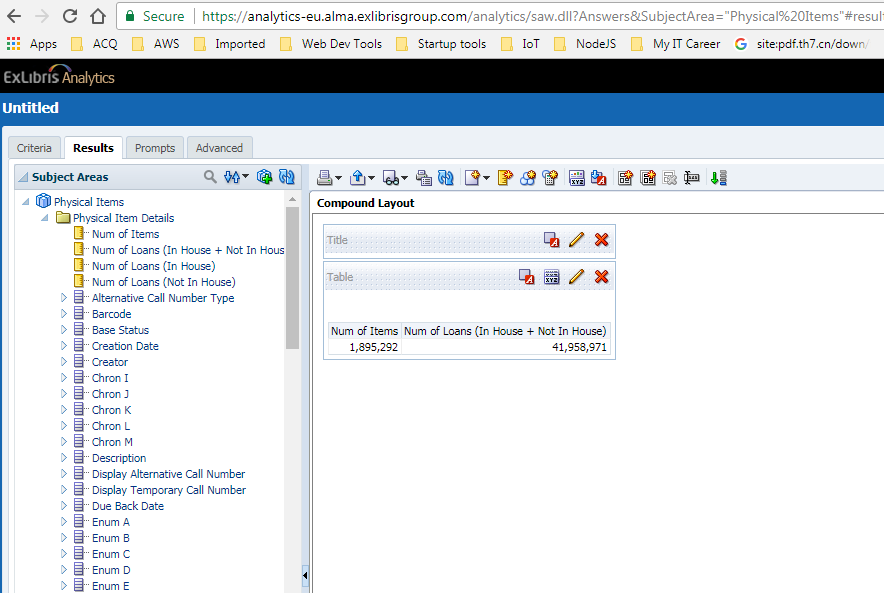 Secure https://analytics-eu.alma.exlibrisgroup.com/analytics/saw.dll?Answers&SubjectArea="Physical%20Items"#resul
Apps ACQ AWS Imported Web Dev Tools Startup tools IoT NodeJS My IT Career site:pdf.th7.cn/down/
ExLibris Analytics
Untitled
Criteria Results Prompts Advanced
Subject Areas
Physical Items
Physical Item Details
Num of Items
Num of Loans (In House + Not In Hous
Num of Loans (In House)
Num of Loans (Not In House)
Alternative Call Number Type
Barcode
Base Status
Creation Date
Creator
Chron I
Chron J
Chron K
Chron L
Chron M
Description
Display Alternative Call Number
Display Temporary Call Number
Due Back Date
Enum A
Enum B
Enum C
Enum D
Enum E
Compound Layout
Title
Table
Num of Items Num of Loans (In House + Not In House)
1,895,292 41,958,971